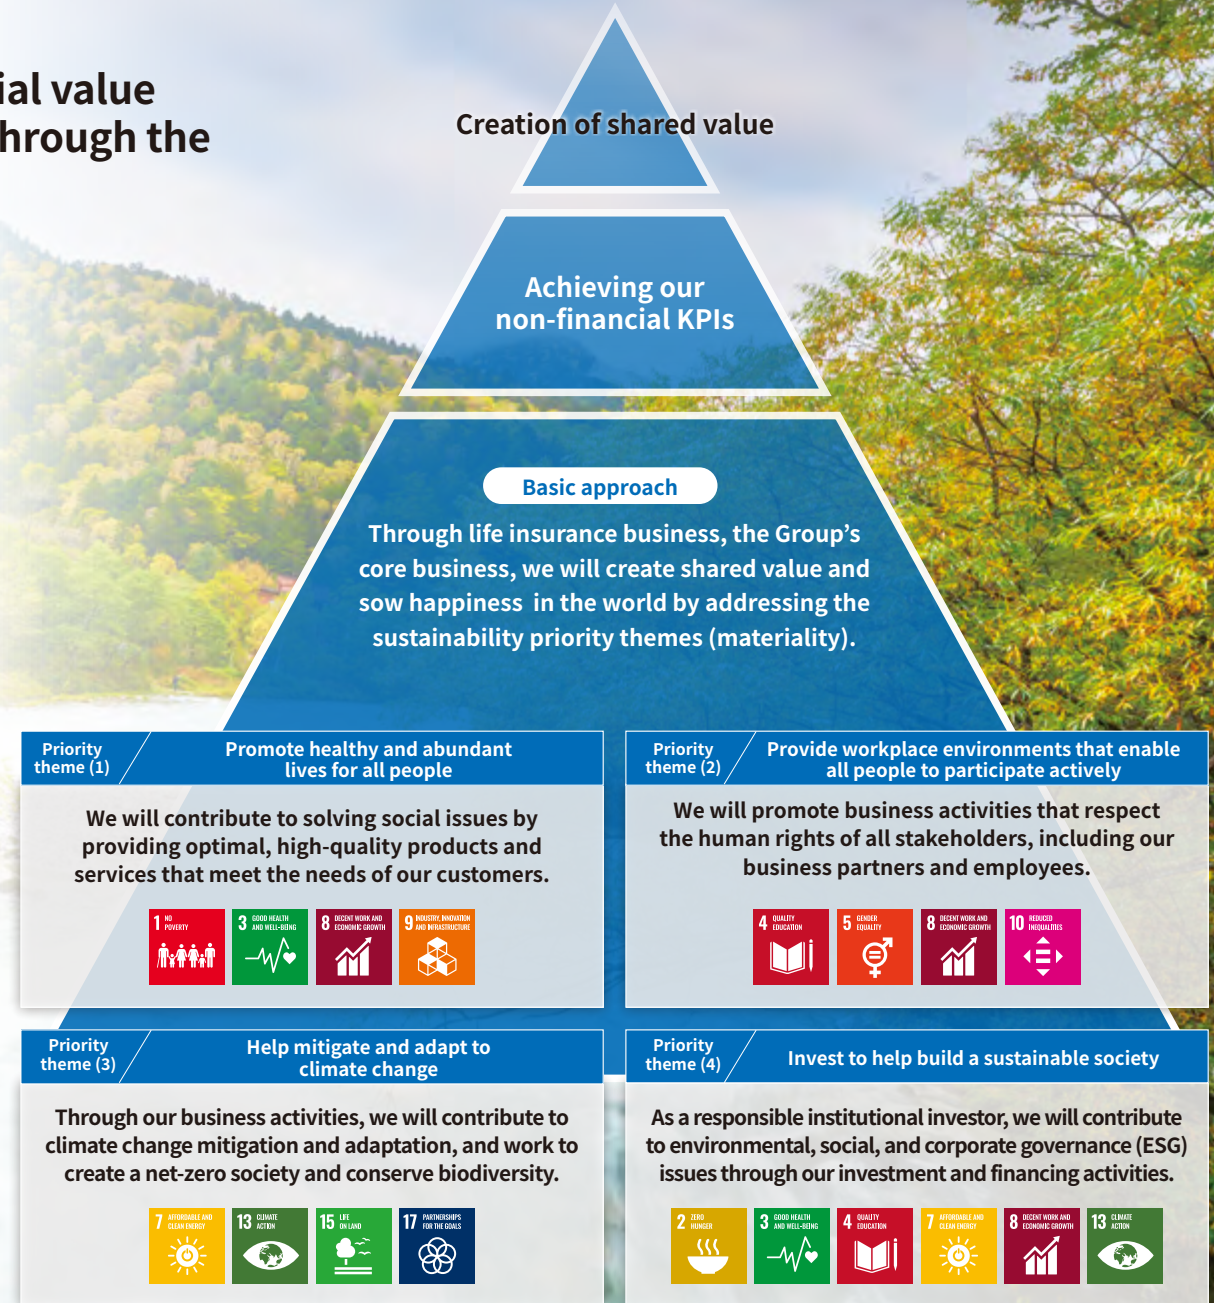 ial value
hrough the
Creation of shared value
Achieving our
non-financial KPIs
Basic approach
Through life insurance business, the Group’s
core business, we will create shared value and
sow happiness in the world by addressing the
sustainability priority themes (materiality).
Priority
theme (1)
Promote healthy and abundant
lives for all people
We will contribute to solving social issues by
providing optimal, high-quality products and
services that meet the needs of our customers.
1 NO
POVERTY
3 GOOD HEALTH
AND WELL-BEING
8 DECENT WORK AND
ECONOMIC GROWTH
9 INDUSTRY, INNOVATION
AND INFRASTRUCTURE
Priority
theme (2)
Provide workplace environments that enable
all people to participate actively
We will promote business activities that respect
the human rights of all stakeholders, including our
business partners and employees.
4 QUALITY
EDUCATION
5 GENDER
EQUALITY
8 DECENT WORK AND
ECONOMIC GROWTH
10 REDUCED
INEQUALITIES
Priority
theme (3)
Help mitigate and adapt to
climate change
Through our business activities, we will contribute to
climate change mitigation and adaptation, and work to
create a net-zero society and conserve biodiversity.
7 AFFORDABLE AND
CLEAN ENERGY
13 CLIMATE
ACTION
15 LIFE
ON LAND
17 PARTNERSHIPS
FOR THE GOALS
Priority
theme (4)
Invest to help build a sustainable society
As a responsible institutional investor, we will contribute
to environmental, social, and corporate governance (ESG)
issues through our investment and financing activities.
2 ZERO
HUNGER
3 GOOD HEALTH
AND WELL-BEING
4 QUALITY
EDUCATION
7 AFFORDABLE AND
CLEAN ENERGY
8 DECENT WORK AND
ECONOMIC GROWTH
13 CLIMATE
ACTION